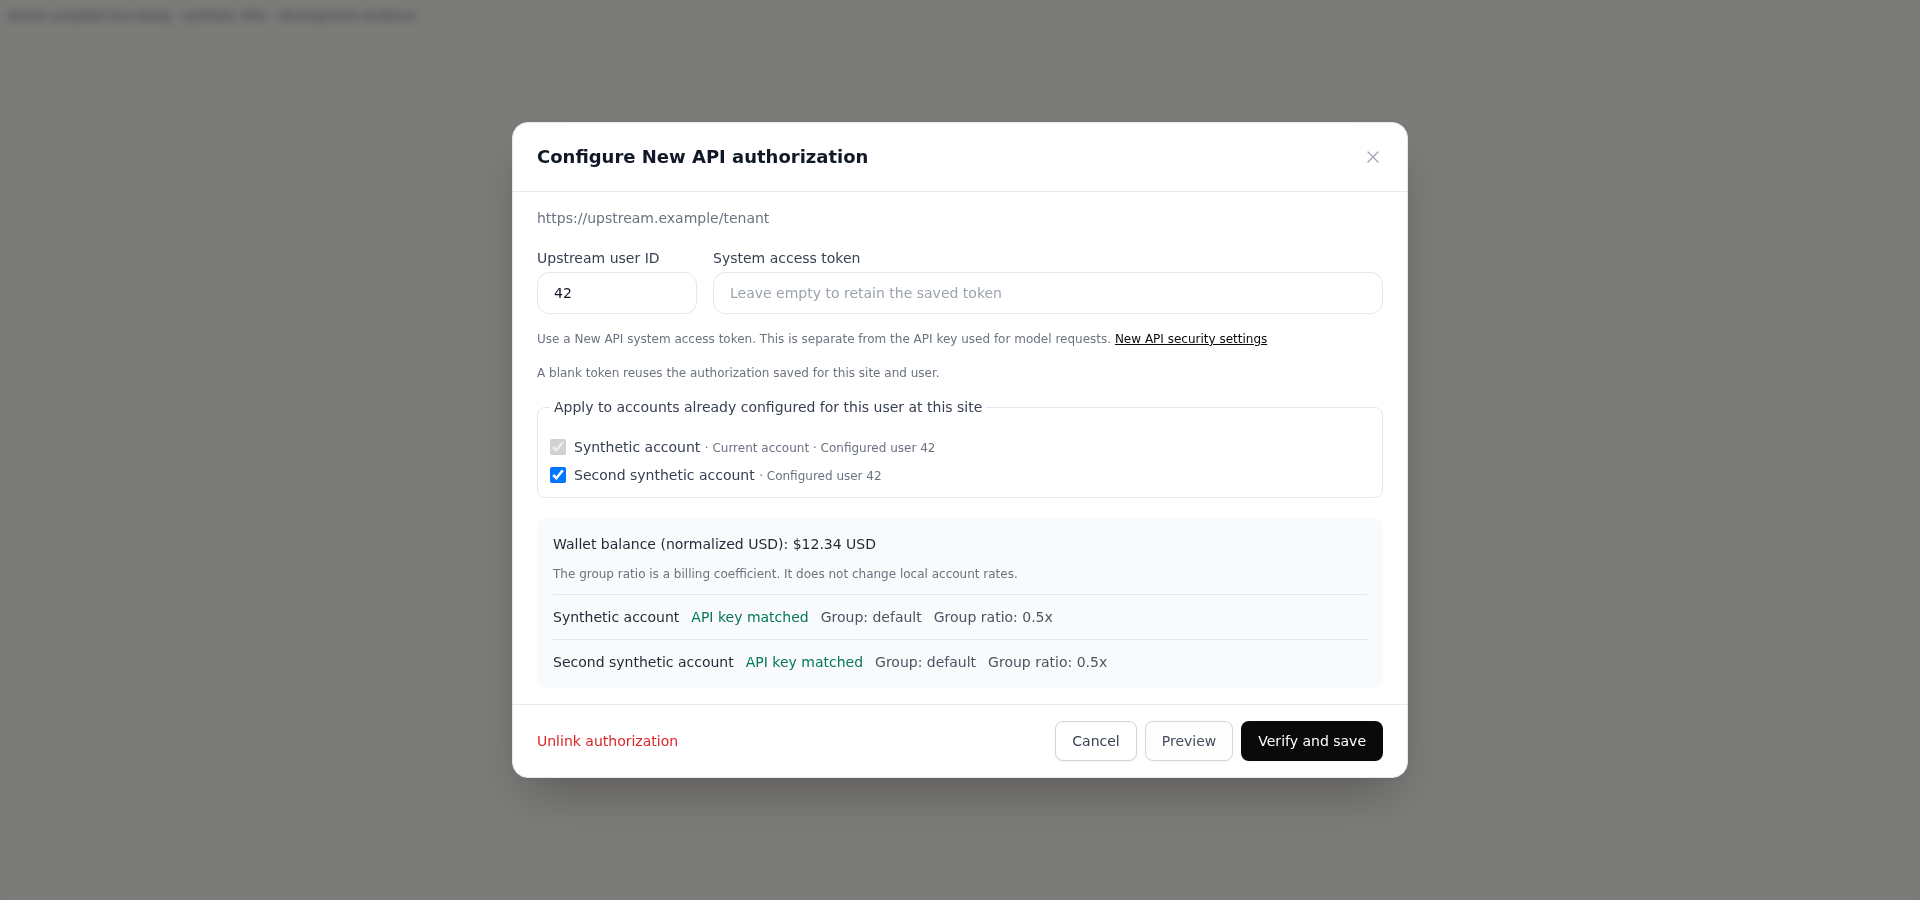 Configure New API authorization
https://upstream.example/tenant
Upstream user ID
System access token
42
Leave empty to retain the saved token
Use a New API system access token. This is separate from the API key used for model requests. New API security settings
A blank token reuses the authorization saved for this site and user.
Apply to accounts already configured for this user at this site
Synthetic account · Current account · Configured user 42
Second synthetic account · Configured user 42
Wallet balance (normalized USD): $12.34 USD
The group ratio is a billing coefficient. It does not change local account rates.
Synthetic account API key matched Group: default Group ratio: 0.5x
Second synthetic account API key matched Group: default Group ratio: 0.5x
Unlink authorization
Cancel
Preview
Verify and save